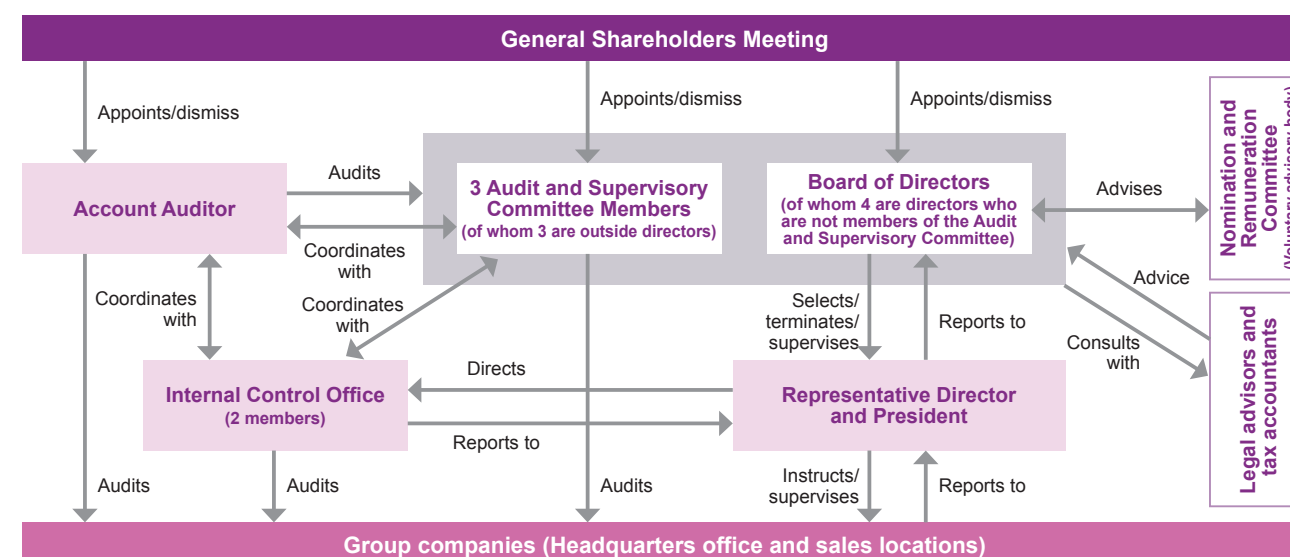 General Shareholders Meeting
Appoints/dismiss
Appoints/dismiss
Appoints/dismiss
Account Auditor
Audits
Coordinates
with
3 Audit and Supervisory
Committee Members
(of whom 3 are outside directors)
Board of Directors
(of whom 4 are directors who
are not members of the Audit
and Supervisory Committee)
Advises
Nomination and
Remuneration
Committee
(Voluntary advisory body)
Coordinates
with
Coordinates
with
Selects/
terminates/
supervises
Reports to
Advice
Consults
with
Legal advisors and
tax accountants
Internal Control Office
(2 members)
Directs
Reports to
Representative Director
and President
Audits
Audits
Audits
Instructs/
supervises
Reports to
Group companies (Headquarters office and sales locations)